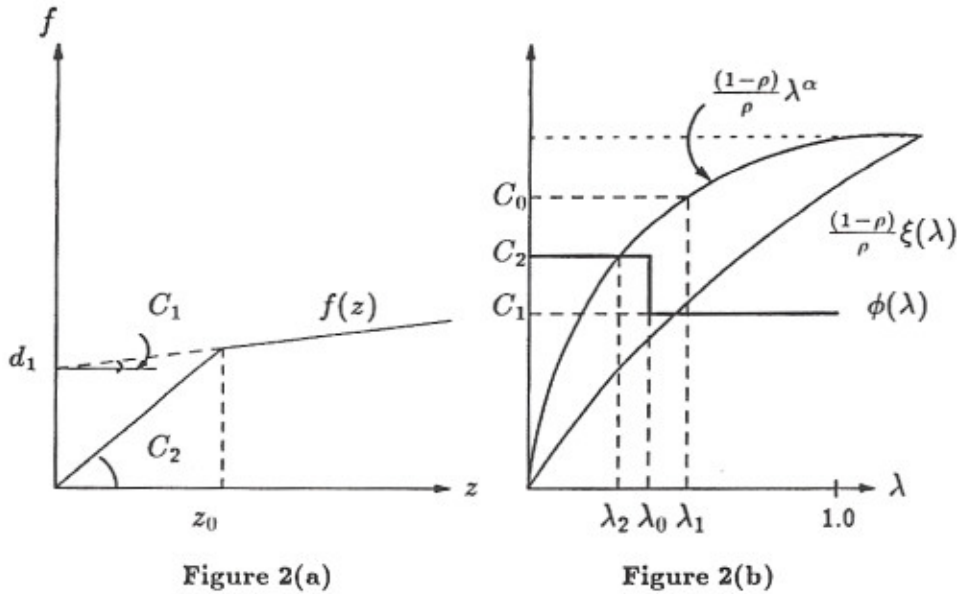 f
C₁
f(z)
d₁
C₂
z
z₀
Figure 2(a)
(1−ρ)/ρ λ^α
C₀
(1−ρ)/ρ ξ(λ)
C₂
C₁
ϕ(λ)
λ₂ λ₀ λ₁
1.0
λ
Figure 2(b)